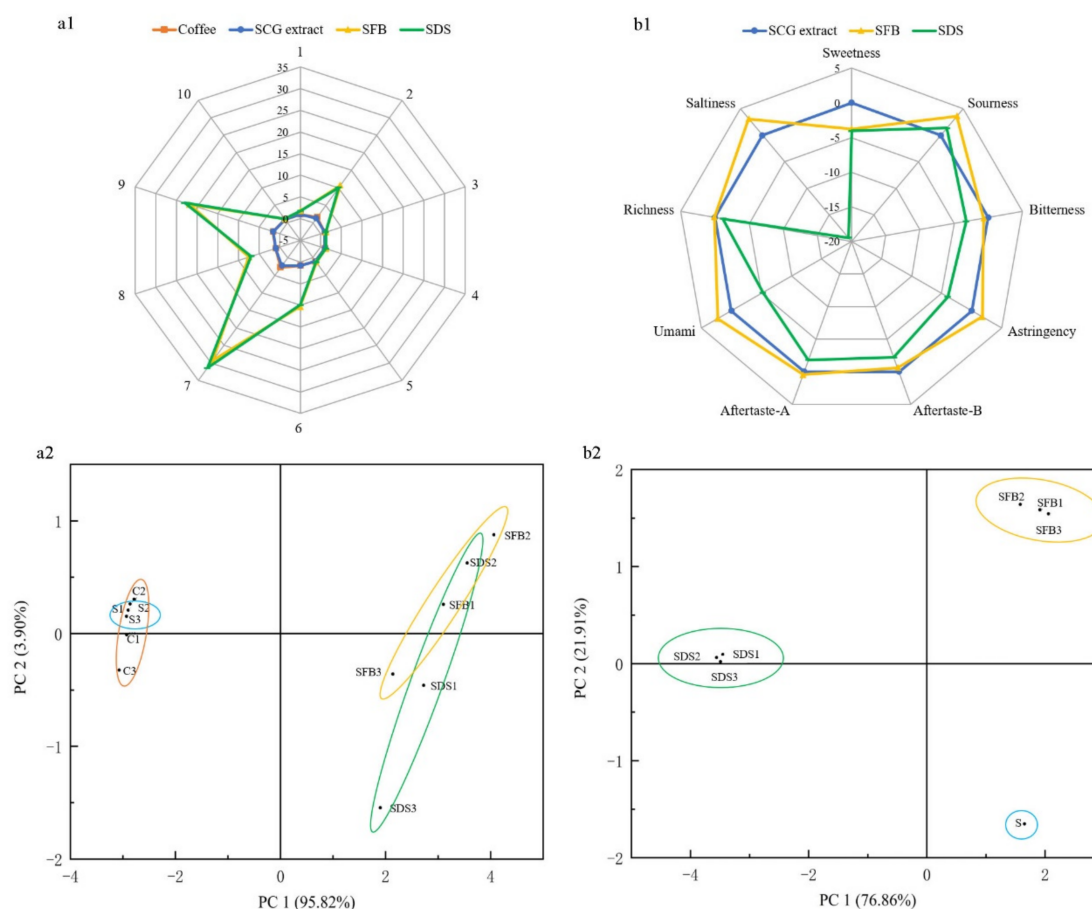 a1
Coffee SCG extract SFB SDS
1
35
30
25
20
15
10
5
0
-5
10
2
9
3
8
4
7
5
6
b1
SCG extract SFB SDS
Sweetness
5
0
-5
-10
-15
-20
Saltiness
Sourness
Richness
Bitterness
Umami
Astringency
Aftertaste-A
Aftertaste-B
a2
PC 2 (3.90%)
1
0
-1
-2
C2
S1
S2
S3
C1
C3
SFB2
SDS2
SFB1
SFB3
SDS1
SDS3
-4 -2 0 2 4
PC 1 (95.82%)
b2
PC 2 (21.91%)
2
1
0
-1
-2
SFB2
SFB1
SFB3
SDS2
SDS1
SDS3
S
-4 -2 0 2
PC 1 (76.86%)